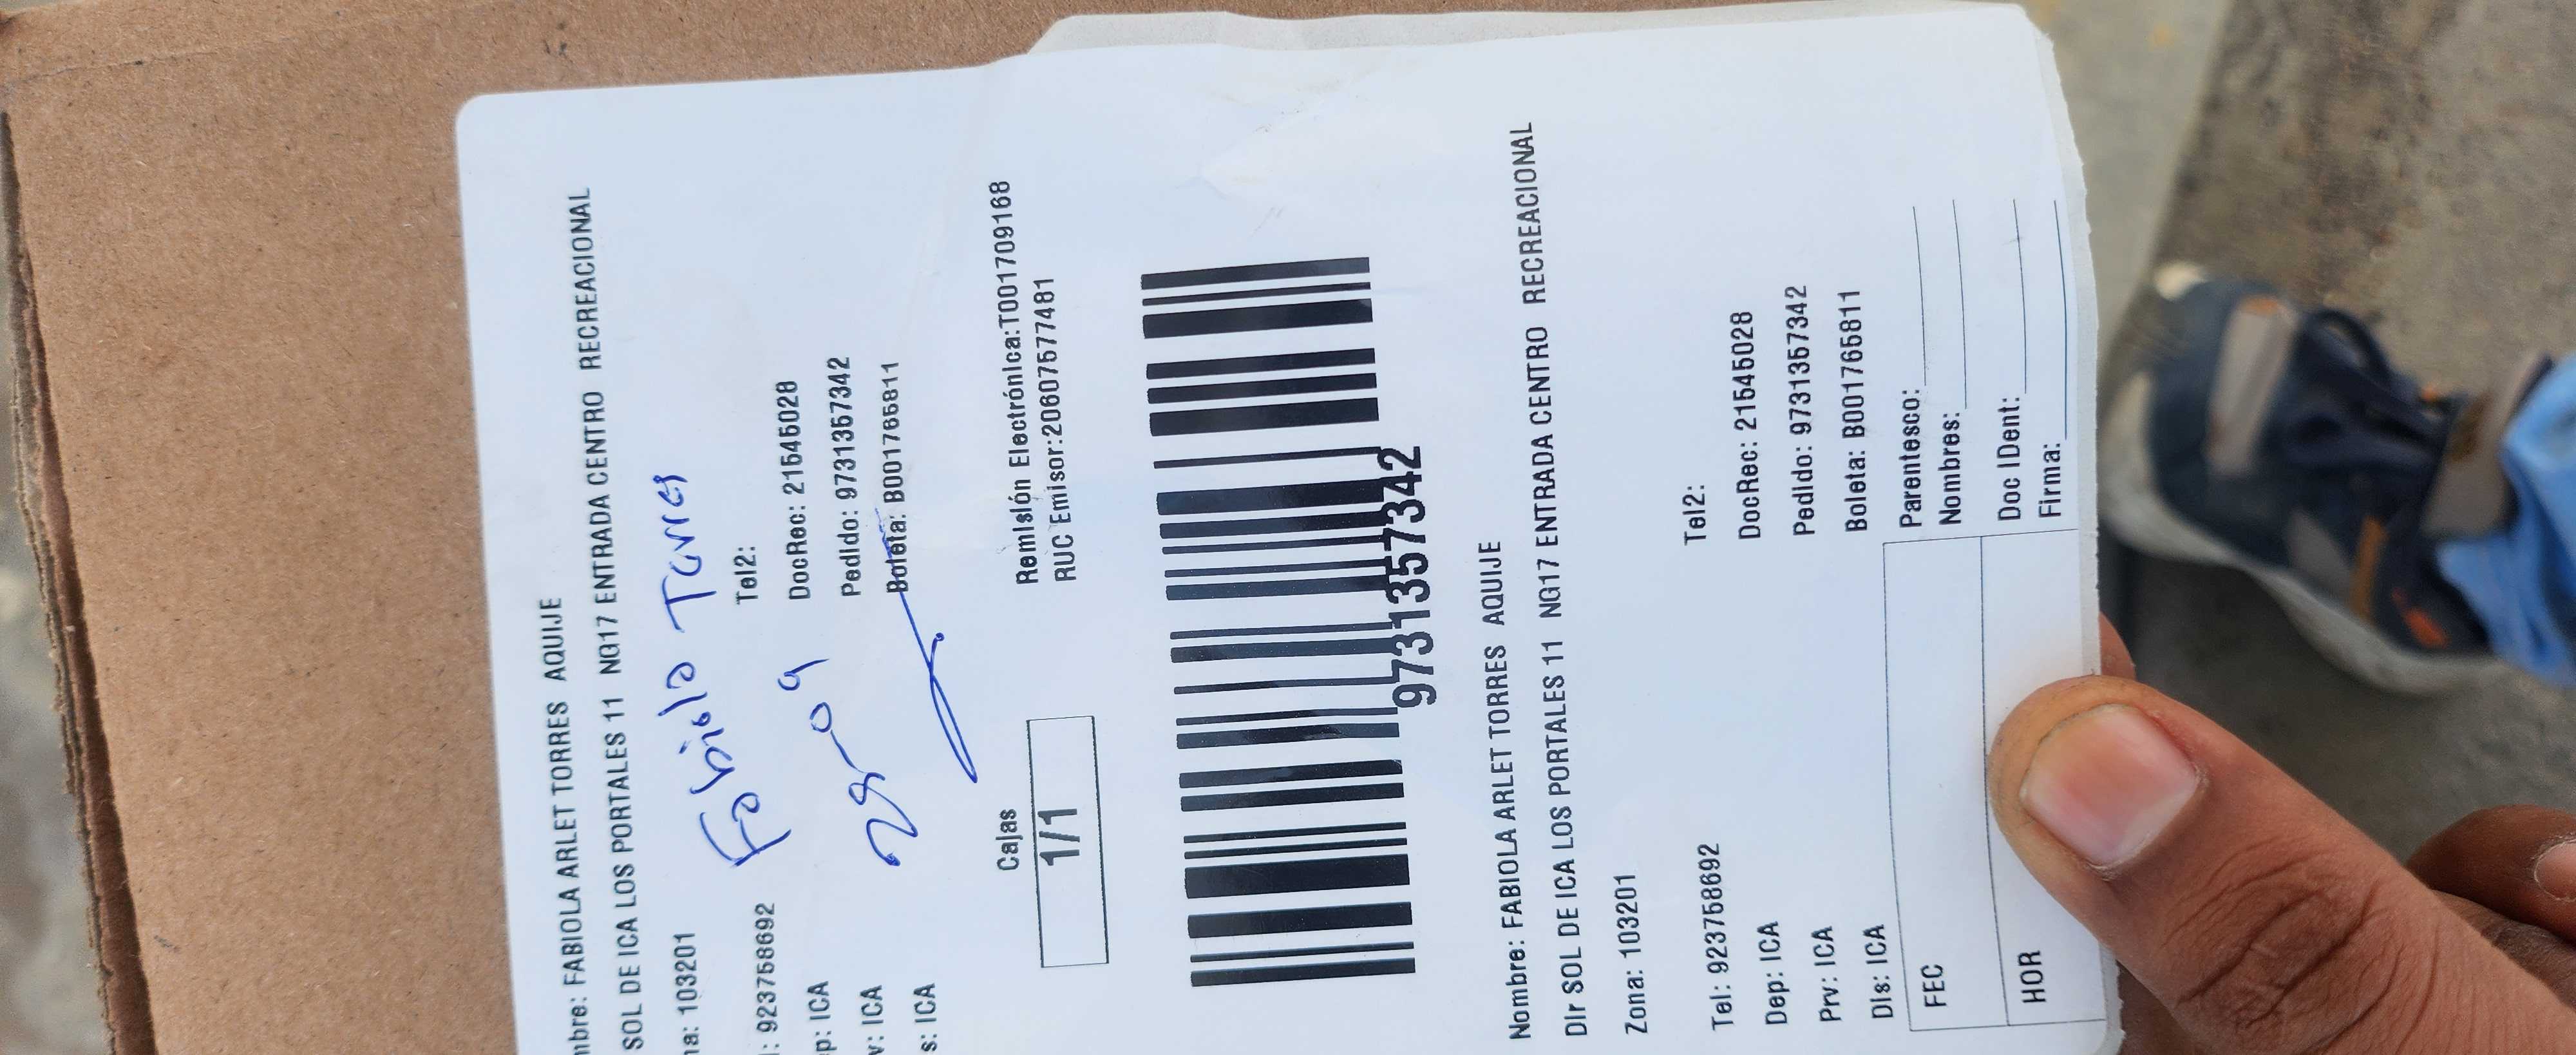 mbre: FABIOLA ARLET TORRES AQUIJE
SOL DE ICA LOS PORTALES 11 NG17 ENTRADA CENTRO RECREACIONAL
na: 103201
Fabiola Torres
: 923758692 Tel2:
p: ICA DocRec: 21545028
28-09
v: ICA Pedido: 9731357342
s: ICA Boleta: B001765811
Cajas
1/1
Remisión Electrónica:T001709168
RUC Emisor:20607577481
9731357342
Nombre: FABIOLA ARLET TORRES AQUIJE
Dir SOL DE ICA LOS PORTALES 11 NG17 ENTRADA CENTRO RECREACIONAL
Zona: 103201
Tel: 923758692 Tel2:
Dep: ICA DocRec: 21545028
Prv: ICA Pedido: 9731357342
Dis: ICA Boleta: B001765811
FEC
HOR
Parentesco:
Nombres:
Doc IDent:
Firma: